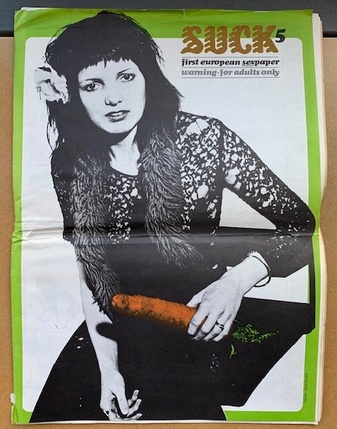 SUCK5
first european sexpaper
warning·for adults only